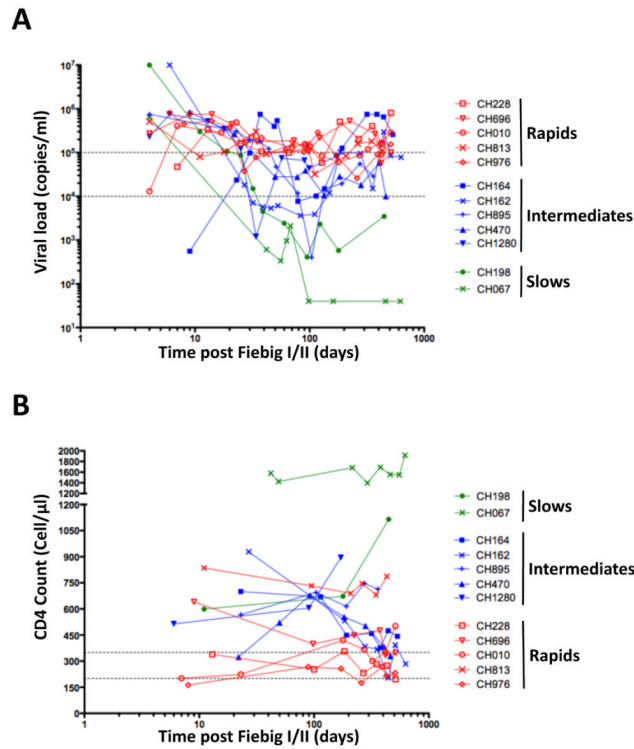 A
10⁷
10⁶
10⁵
10⁴
10³
10²
10¹
Viral load (copies/ml)
1 10 100 1000
Time post Fiebig I/II (days)
CH228
CH696
CH010
CH813
CH976
Rapids
CH164
CH162
CH895
CH470
CH1280
Intermediates
CH198
CH067
Slows
B
2000
1800
1600
1400
1200
900
750
600
450
300
150
0
CD4 Count (Cell/µl)
1 10 100 1000
Time post Fiebig I/II (days)
CH198
CH067
Slows
CH164
CH162
CH895
CH470
CH1280
Intermediates
CH228
CH696
CH010
CH813
CH976
Rapids